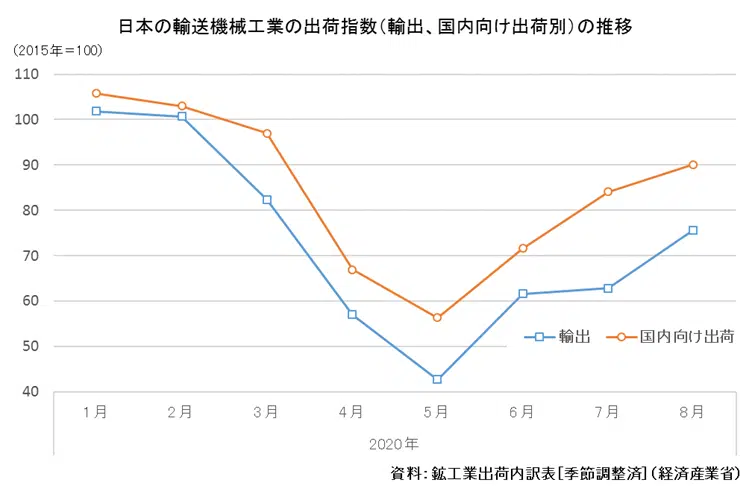 日本の輸送機械工業の出荷指数（輸出、国内向け出荷別）の推移
（2015年＝100）
110
100
90
80
70
60
50
40
輸出
国内向け出荷
1月 2月 3月 4月 5月 6月 7月 8月
2020年
資料：鉱工業出荷内訳表［季節調整済］（経済産業省）